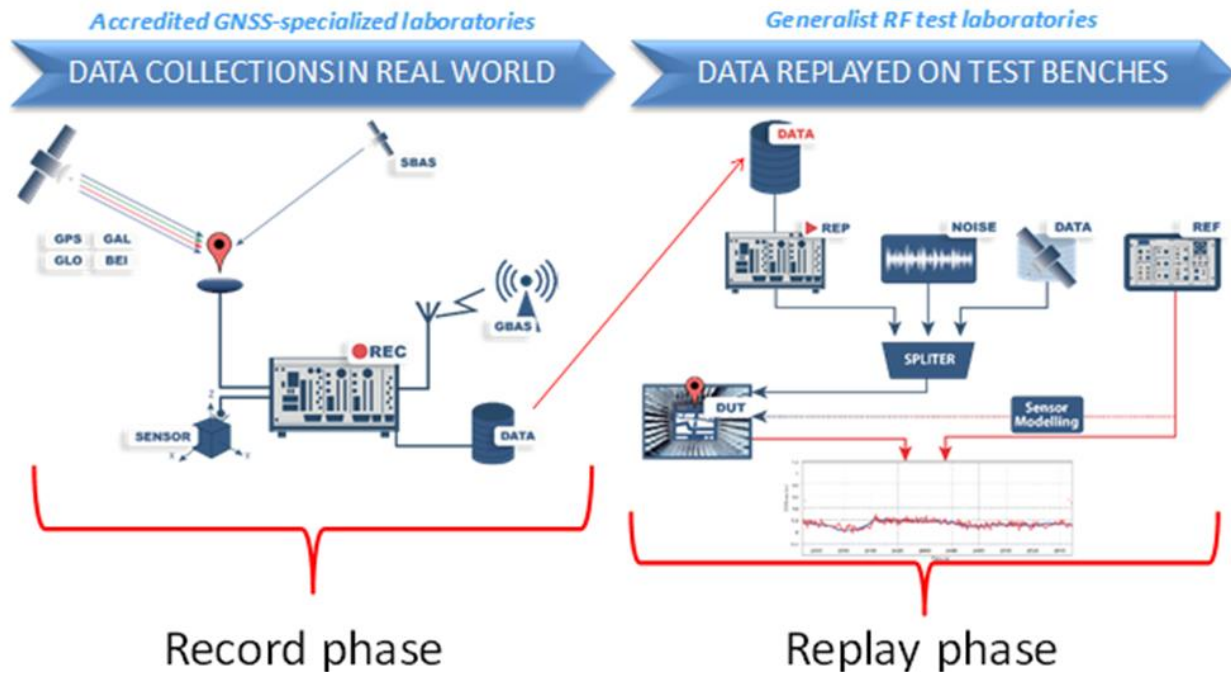 Accredited GNSS-specialized laboratories
DATA COLLECTIONS IN REAL WORLD
SBAS
GPS GAL
GLO BEI
GBAS
REC
Z
SENSOR
X
Y
DATA
Record phase
Generalist RF test laboratories
DATA REPLAYED ON TEST BENCHES
DATA
REP
NOISE
DATA
REF
SPLITER
DUT
Sensor
Modelling
Replay phase